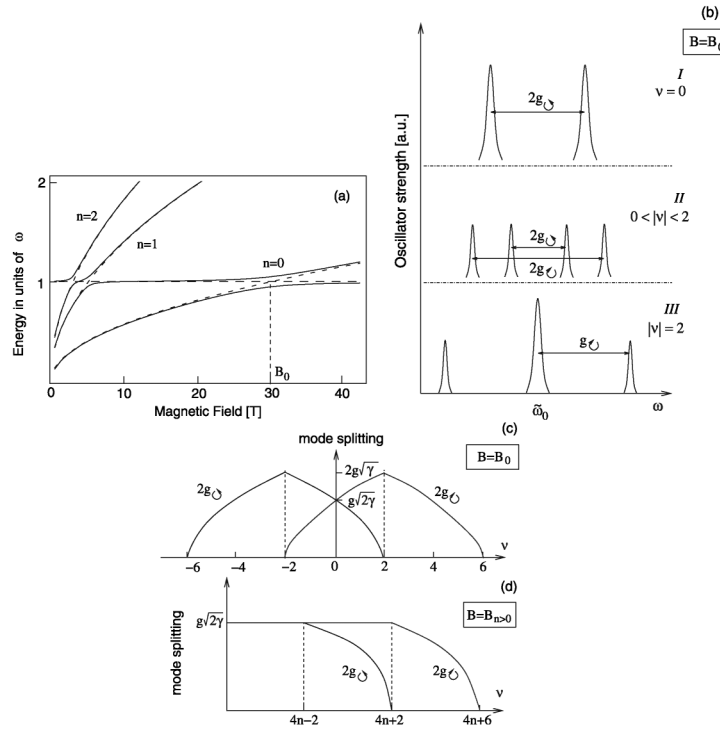 (a)
2
1
0
0
10
20
30
40
n=2
n=1
n=0
B₀
Energy in units of ω
Magnetic Field [T]
(b)
B=B₀
Oscillator strength [a.u.]
I
ν = 0
2g↺
II
0 < |ν| < 2
2g↺
2g↻
III
|ν| = 2
g↻
ω̃₀
ω
(c)
mode splitting
B=B₀
2g√γ
g√2γ
2g↺
2g↻
−6
−4
−2
0
2
4
6
ν
(d)
mode splitting
B=Bₙ>₀
g√2γ
2g↺
2g↻
4n−2
4n+2
4n+6
ν